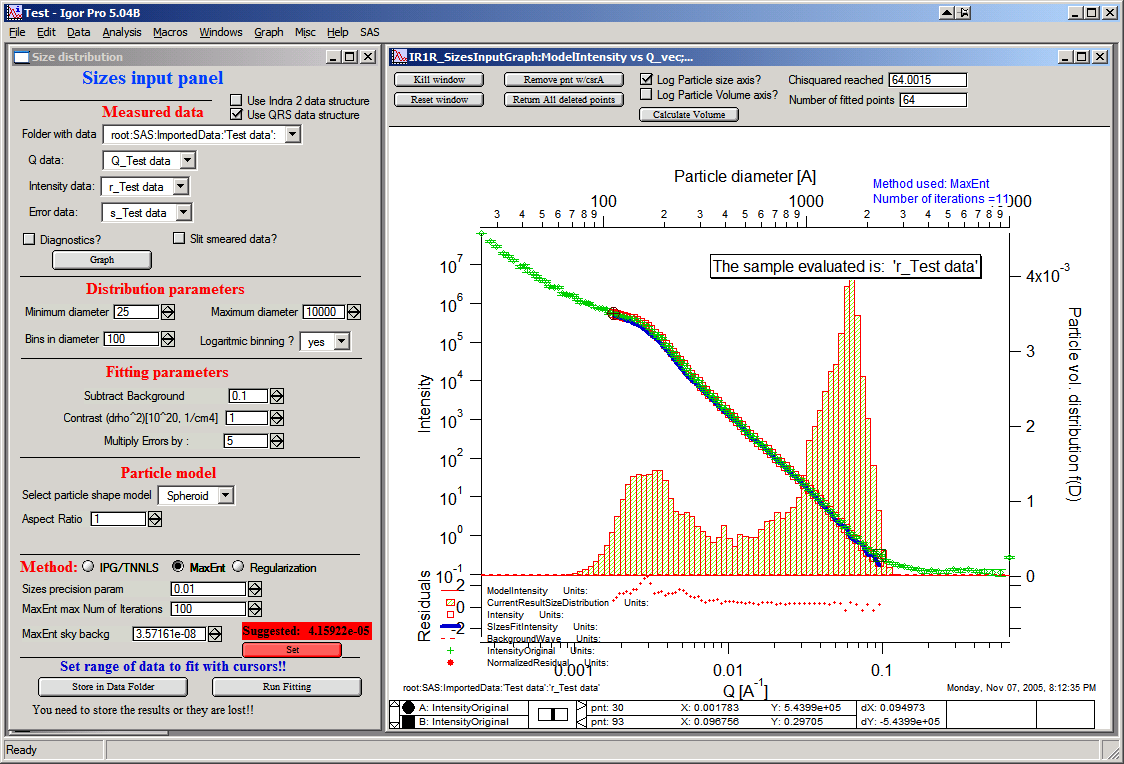 Test - Igor Pro 5.04B
File Edit Data Analysis Macros Windows Graph Misc Help SAS
Size distribution
Sizes input panel
Use Indra 2 data structure
Measured data
Use QRS data structure
Folder with data root:SAS:ImportedData:'Test data':
Q data: Q_Test data
Intensity data: r_Test data
Error data: s_Test data
Diagnostics? Slit smeared data?
Graph
Distribution parameters
Minimum diameter 25 Maximum diameter 10000
Bins in diameter 100 Logaritmic binning ? yes
Fitting parameters
Subtract Background 0.1
Contrast (drho^2)[10^20, 1/cm4] 1
Multiply Errors by : 5
Particle model
Select particle shape model Spheroid
Aspect Ratio 1
Method: IPG/TNNLS MaxEnt Regularization
Sizes precision param 0.01
MaxEnt max Num of Iterations 100
MaxEnt sky backg 3.57161e-08 Suggested: 4.15922e-05
Set
Set range of data to fit with cursors!!
Store in Data Folder Run Fitting
You need to store the results or they are lost!!
Ready
IR1R_SizesInputGraph:ModelIntensity vs Q_vec;...
Kill window Remove pnt w/csrA Log Particle size axis? Chisquared reached 64.0015
Reset window Return All deleted points Log Particle Volume axis? Number of fitted points 64
Calculate Volume
Particle diameter [A]
Method used: MaxEnt
Number of iterations =11
100 1000 10000
3 4 5 6 7 8 9 2 3 4 5 6 7 8 9 2 3 4 5 6 7 8 9
The sample evaluated is: 'r_Test data'
10^7
10^6
10^5
10^4
10^3
10^2
10^1
10^0
10^-1
Intensity
4x10^-3
3
2
1
0
Particle vol. distribution f(D)
Residuals
2
0
-2
ModelIntensity Units:
CurrentResultSizeDistribution Units:
Intensity Units:
SIzesFitIntensity Units:
BackgroundWave Units:
IntensityOriginal Units:
NormalizedResidual Units:
0.001 0.01 0.1
Q [A^-1]
root:SAS:ImportedData:'Test data':'r_Test data'
Monday, Nov 07, 2005, 8:12:35 PM
A: IntensityOriginal pnt: 30 X: 0.001783 Y: 5.4399e+05 dX: 0.094973
B: IntensityOriginal pnt: 93 X: 0.096756 Y: 0.29705 dY: -5.4399e+05